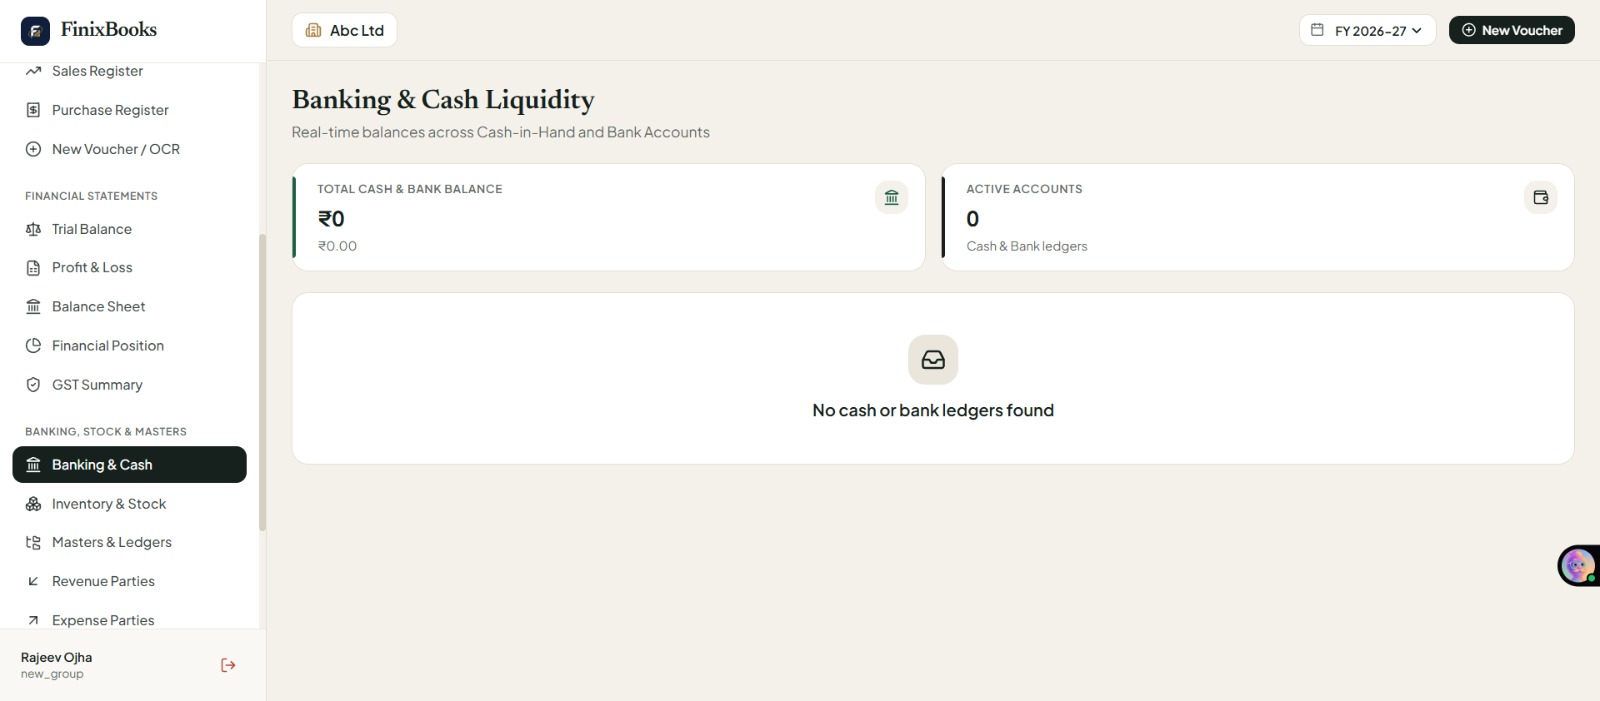 FinixBooks
Sales Register
Purchase Register
New Voucher / OCR
FINANCIAL STATEMENTS
Trial Balance
Profit & Loss
Balance Sheet
Financial Position
GST Summary
BANKING, STOCK & MASTERS
Banking & Cash
Inventory & Stock
Masters & Ledgers
Revenue Parties
Expense Parties
Rajeev Ojha
new_group
Abc Ltd
FY 2026-27
New Voucher
Banking & Cash Liquidity
Real-time balances across Cash-in-Hand and Bank Accounts
TOTAL CASH & BANK BALANCE
₹0
₹0.00
ACTIVE ACCOUNTS
0
Cash & Bank ledgers
No cash or bank ledgers found